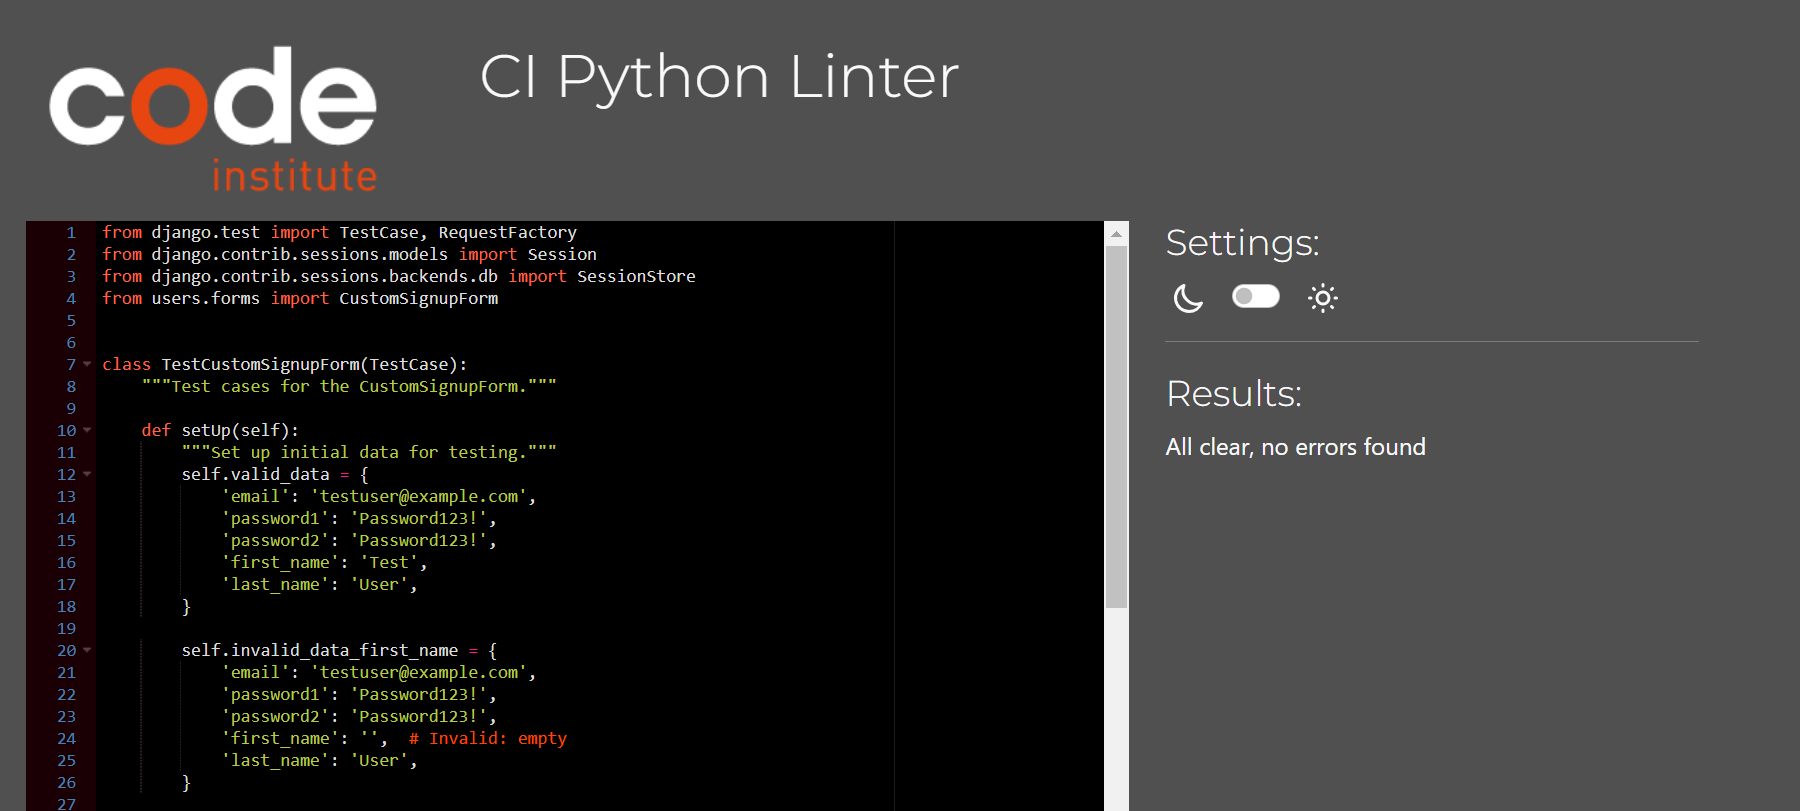 code
institute
CI Python Linter
1 from django.test import TestCase, RequestFactory
2 from django.contrib.sessions.models import Session
3 from django.contrib.sessions.backends.db import SessionStore
4 from users.forms import CustomSignupForm
5
6
7 class TestCustomSignupForm(TestCase):
8     """Test cases for the CustomSignupForm."""
9
10     def setUp(self):
11         """Set up initial data for testing."""
12         self.valid_data = {
13             'email': 'testuser@example.com',
14             'password1': 'Password123!',
15             'password2': 'Password123!',
16             'first_name': 'Test',
17             'last_name': 'User',
18         }
19
20         self.invalid_data_first_name = {
21             'email': 'testuser@example.com',
22             'password1': 'Password123!',
23             'password2': 'Password123!',
24             'first_name': '',  # Invalid: empty
25             'last_name': 'User',
26         }
27
Settings:
Results:
All clear, no errors found